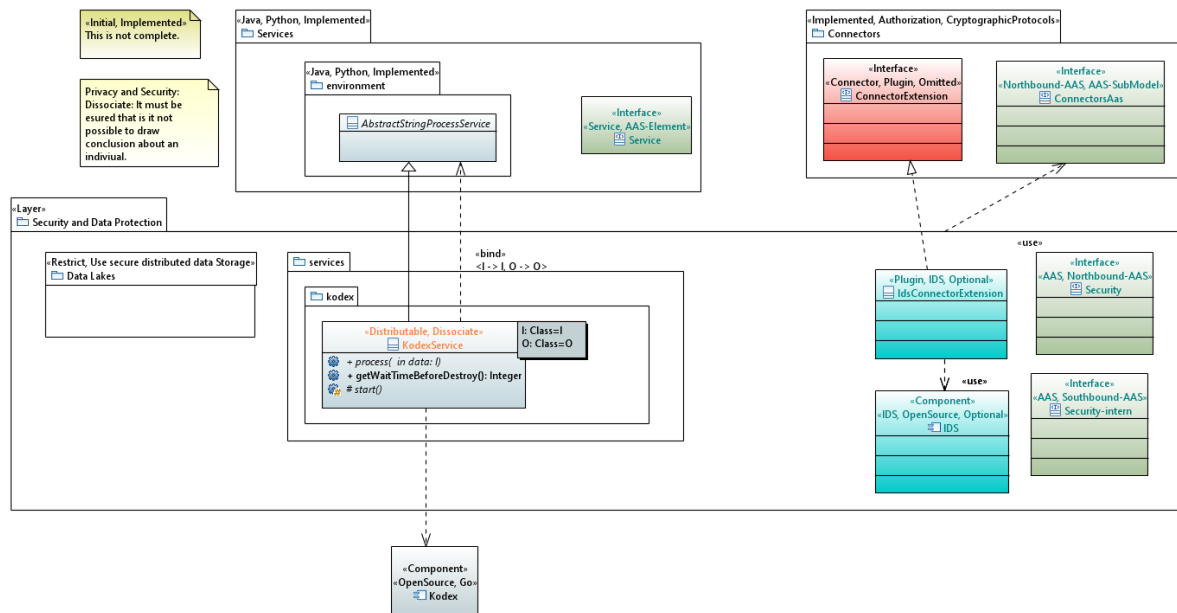 «Initial, Implemented»
This is not complete.
Privacy and Security:
Dissociate: It must be
esured that is it not
possible to draw
conclusion about an
indiviual.
«Java, Python, Implemented»
Services
«Java, Python, Implemented»
environment
AbstractStringProcessService
«Interface»
«Service, AAS-Element»
Service
«Implemented, Authorization, CryptographicProtocols»
Connectors
«Interface»
«Connector, Plugin, Omitted»
ConnectorExtension
«Interface»
«Northbound-AAS, AAS-SubModel»
ConnectorsAas
«Layer»
Security and Data Protection
«Restrict, Use secure distributed data Storage»
Data Lakes
services
«bind»
<I -> I, O -> O>
kodex
«Distributable, Dissociate»
KodexService
I: Class=I
O: Class=O
+ process( in data: I)
+ getWaitTimeBeforeDestroy(): Integer
# start()
«use»
«Plugin, IDS, Optional»
IdsConnectorExtension
«Interface»
«AAS, Northbound-AAS»
Security
«use»
«Component»
«IDS, OpenSource, Optional»
IDS
«Interface»
«AAS, Southbound-AAS»
Security-intern
«Component»
«OpenSource, Go»
Kodex